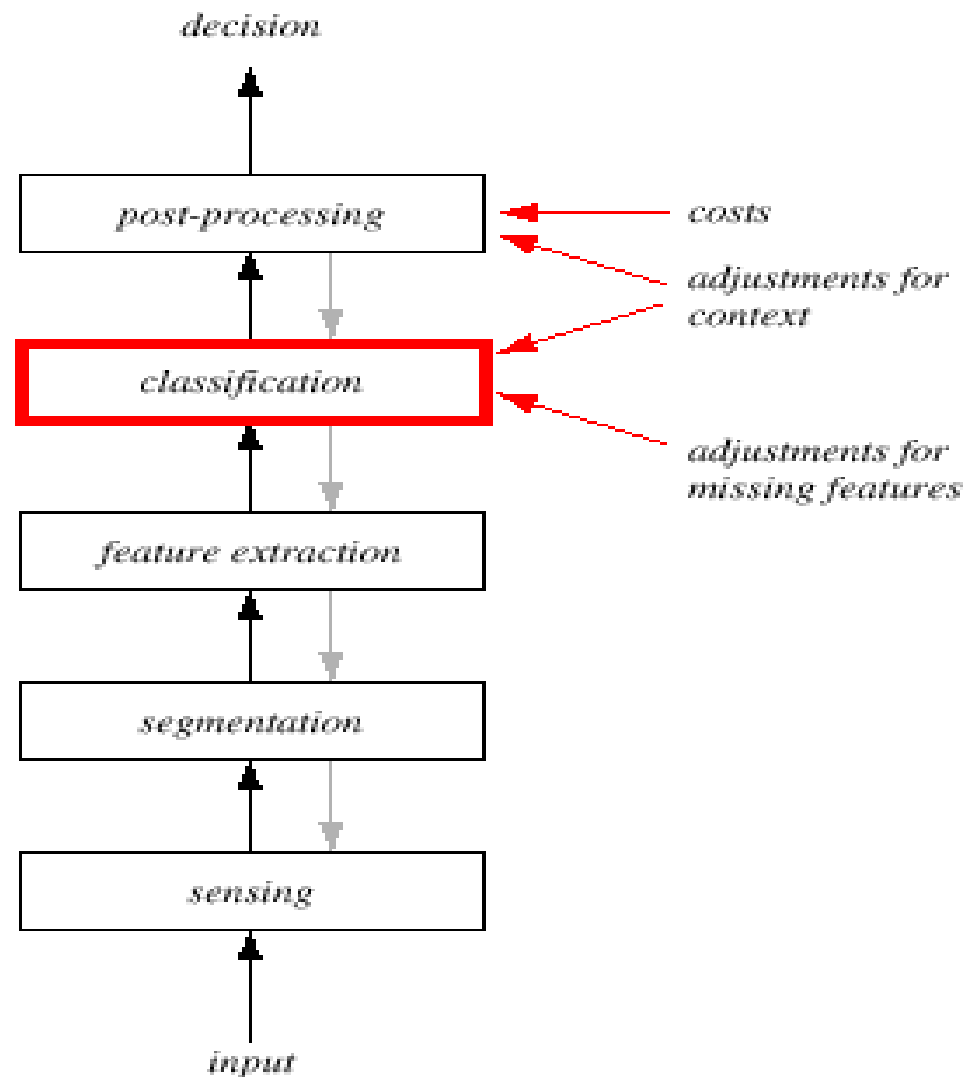 decision
post-processing
costs
adjustments for
context
classification
adjustments for
missing features
feature extraction
segmentation
sensing
input